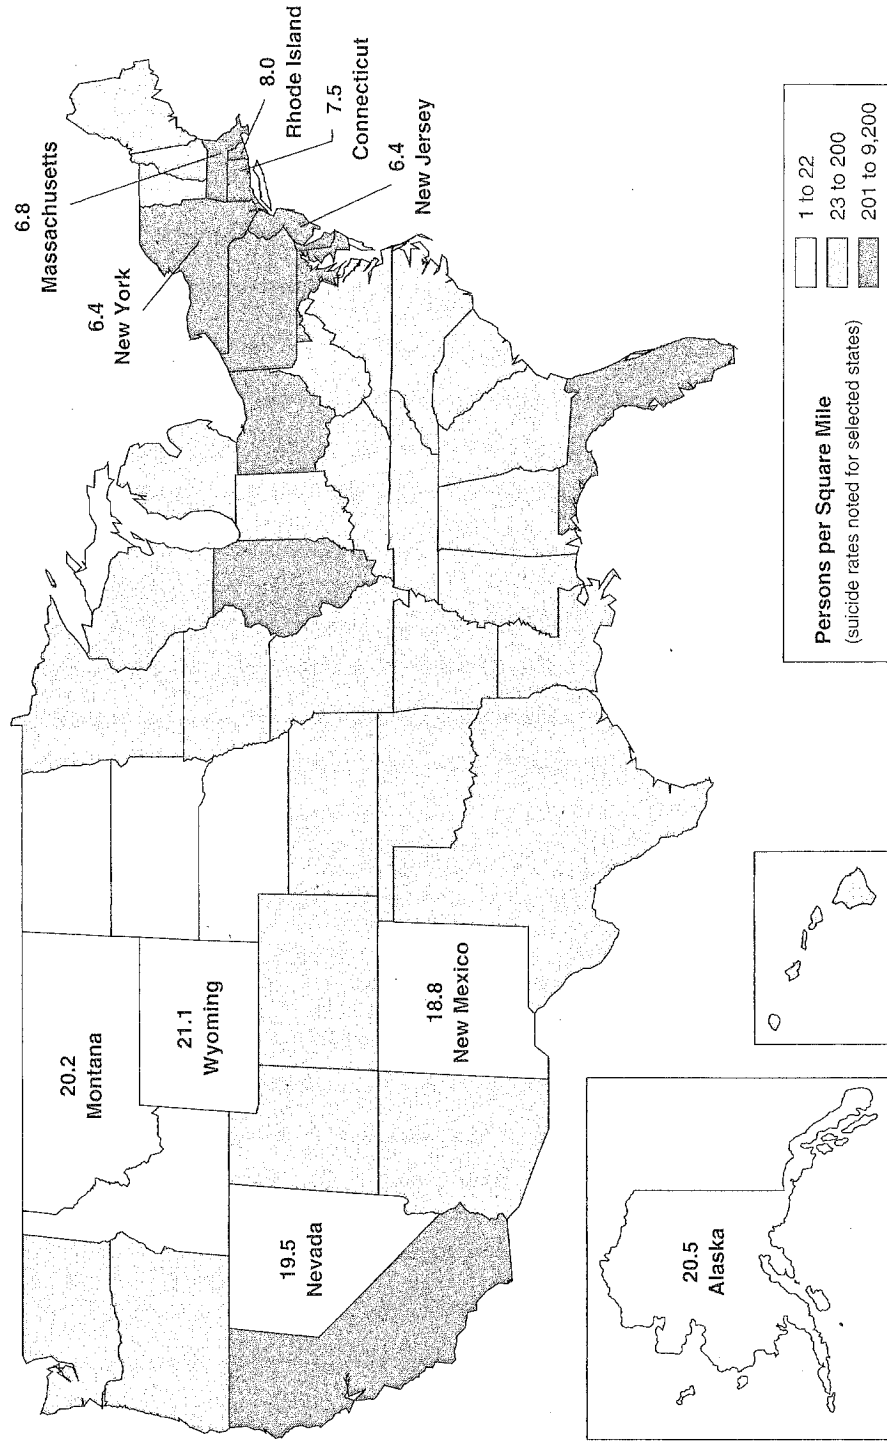 20.2
Montana
21.1
Wyoming
19.5
Nevada
18.8
New Mexico
20.5
Alaska
6.8
Massachusetts
6.4
New York
8.0
Rhode Island
7.5
Connecticut
6.4
New Jersey
Persons per Square Mile
(suicide rates noted for selected states)
1 to 22
23 to 200
201 to 9,200